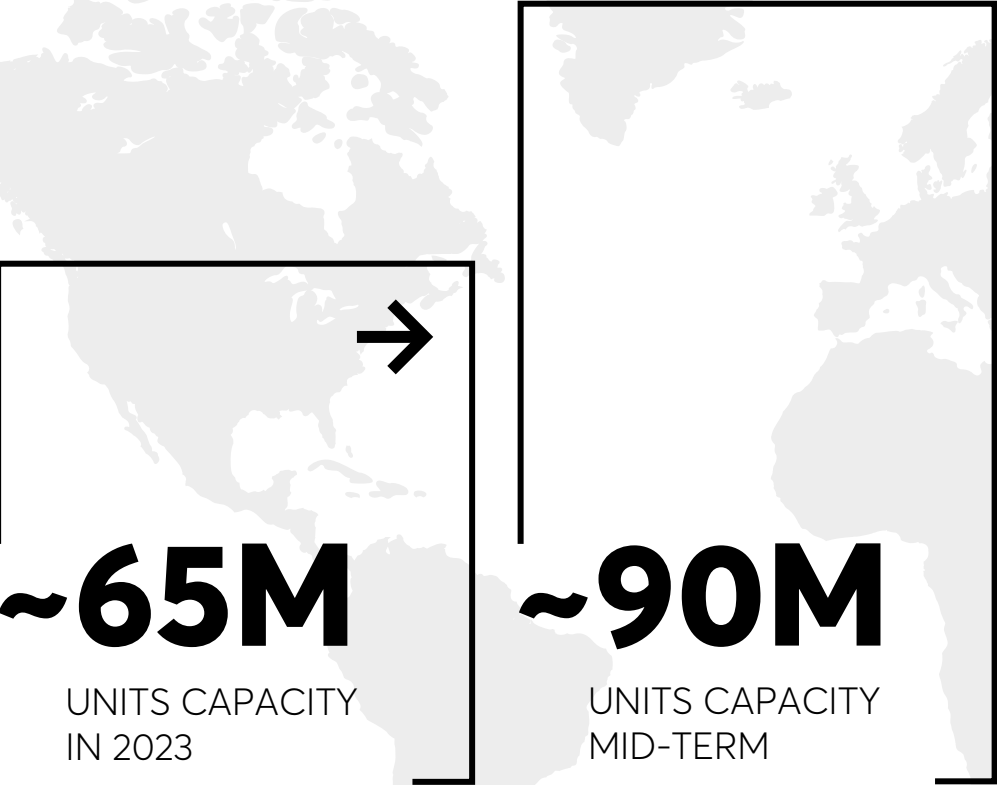 ~65M
UNITS CAPACITY
IN 2023
~90M
UNITS CAPACITY
MID-TERM